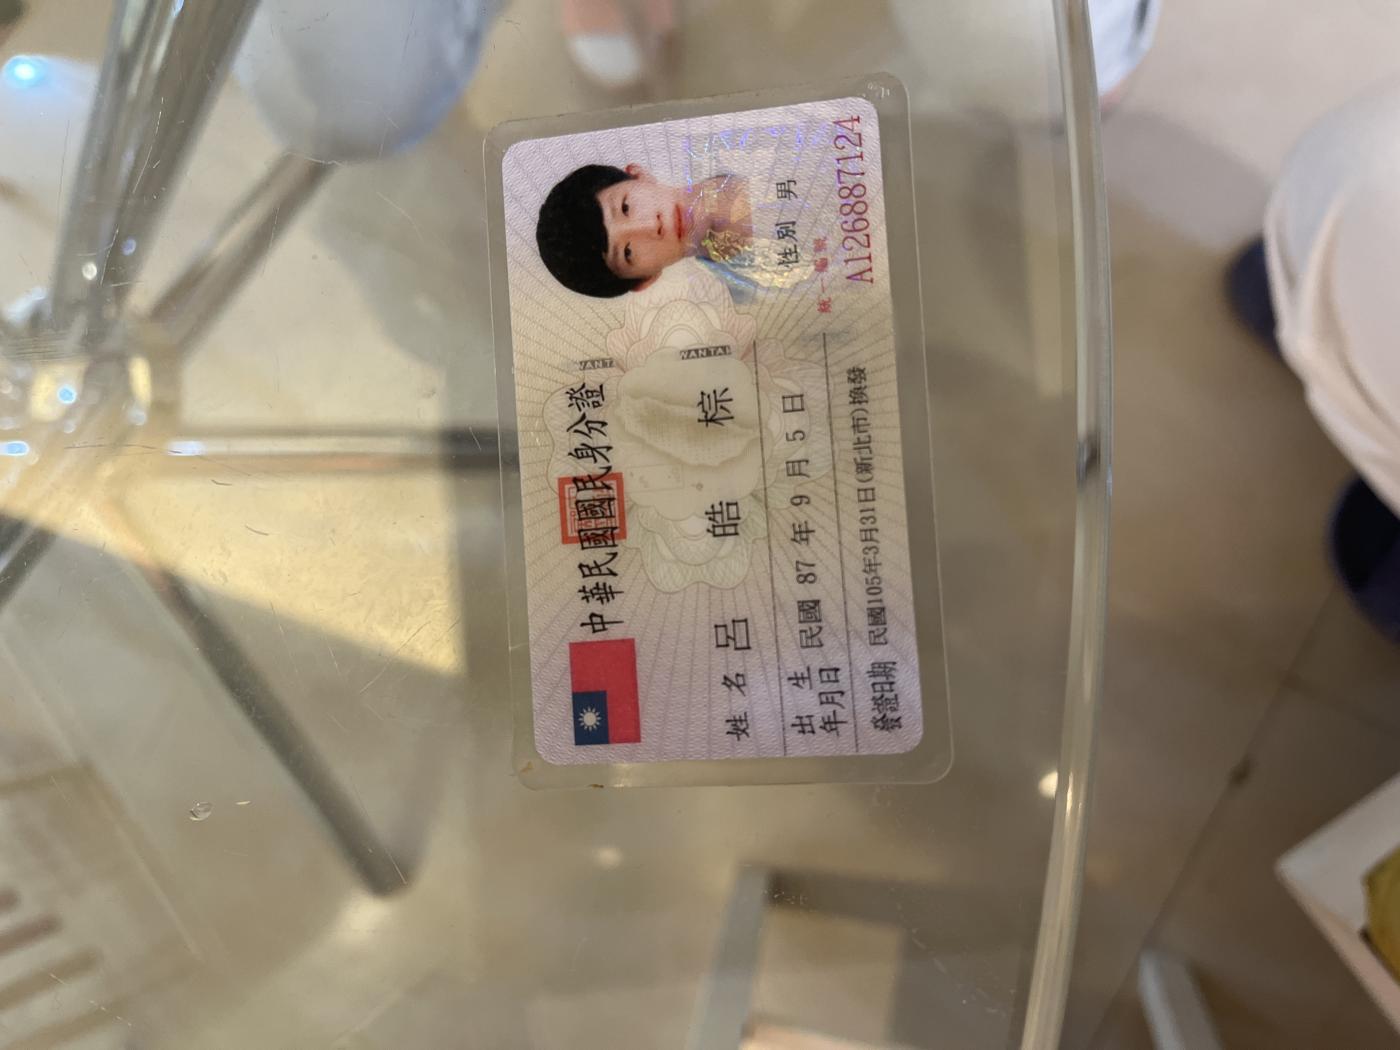 中華民國國民身分證
WANTA
WANTA
姓名 呂皓棕
出生年月日 民國 87 年 9 月 5 日
性別 男
發證日期 民國105年3月31日(新北市)換發
統一編號
A126887124